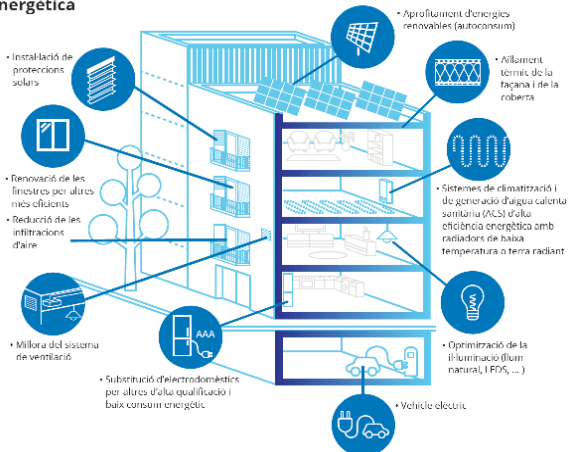 nergética
• Aprofitament d'energies
renovables (autoconsum)
• Instal·lació de
proteccions
solars
• Aïllament
tèrmic de la
façana i de la
coberta
• Renovació de les
finestres per altres
més eficients
• Reducció de les
infiltracions
d'aire
• Sistemes de climatització i
de generació d'aigua calenta
sanitària (ACS) d'alta
eficiència energètica amb
radiadors de baixa
temperatura o terra radiant
• Millora del sistema
de ventilació
AAA
• Substitució d'electrodomèstics
per altres d'alta qualificació i
baix consum energètic
• Optimització de la
il·luminació (llum
natural, LEDS, ... )
• Vehicle elèctric